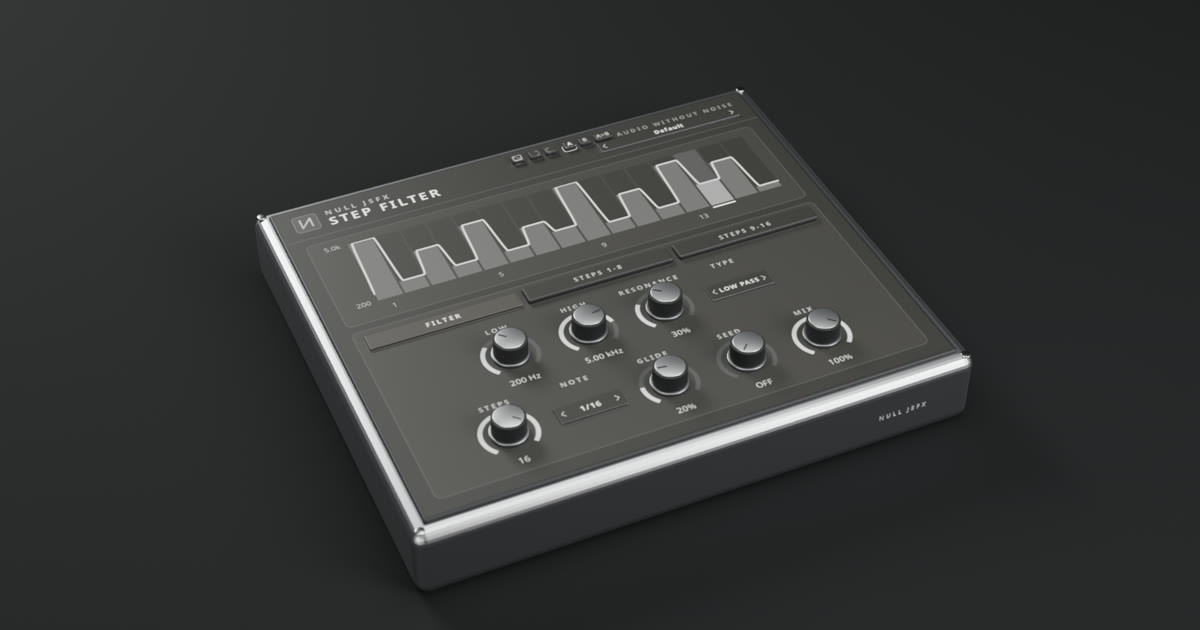 NULL JSFX
STEP FILTER
A B A>B
AUDIO WITHOUT NOISE
< Default >
5.0k
200
1 5 9 13
FILTER
STEPS 1-8
STEPS 9-16
LOW
200 Hz
HIGH
5.00 kHz
RESONANCE
30%
TYPE
< LOW PASS >
STEPS
16
NOTE
< 1/16 >
GLIDE
20%
SEED
OFF
MIX
100%
NULL JSFX